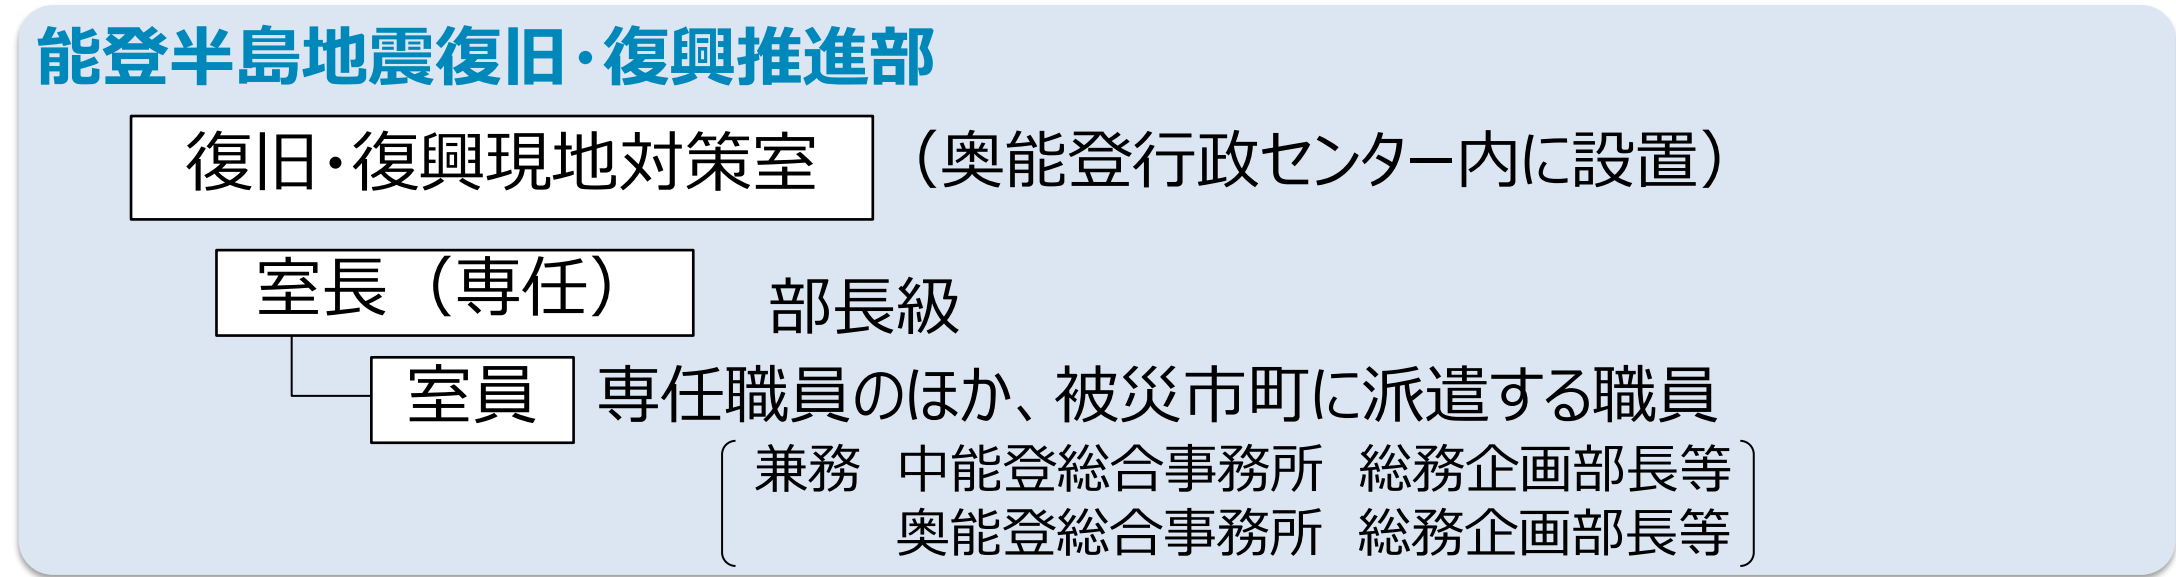 能登半島地震復旧・復興推進部
復旧・復興現地対策室 （奥能登行政センター内に設置）
室長（専任） 部長級
室員 専任職員のほか、被災市町に派遣する職員
兼務 中能登総合事務所 総務企画部長等
奥能登総合事務所 総務企画部長等